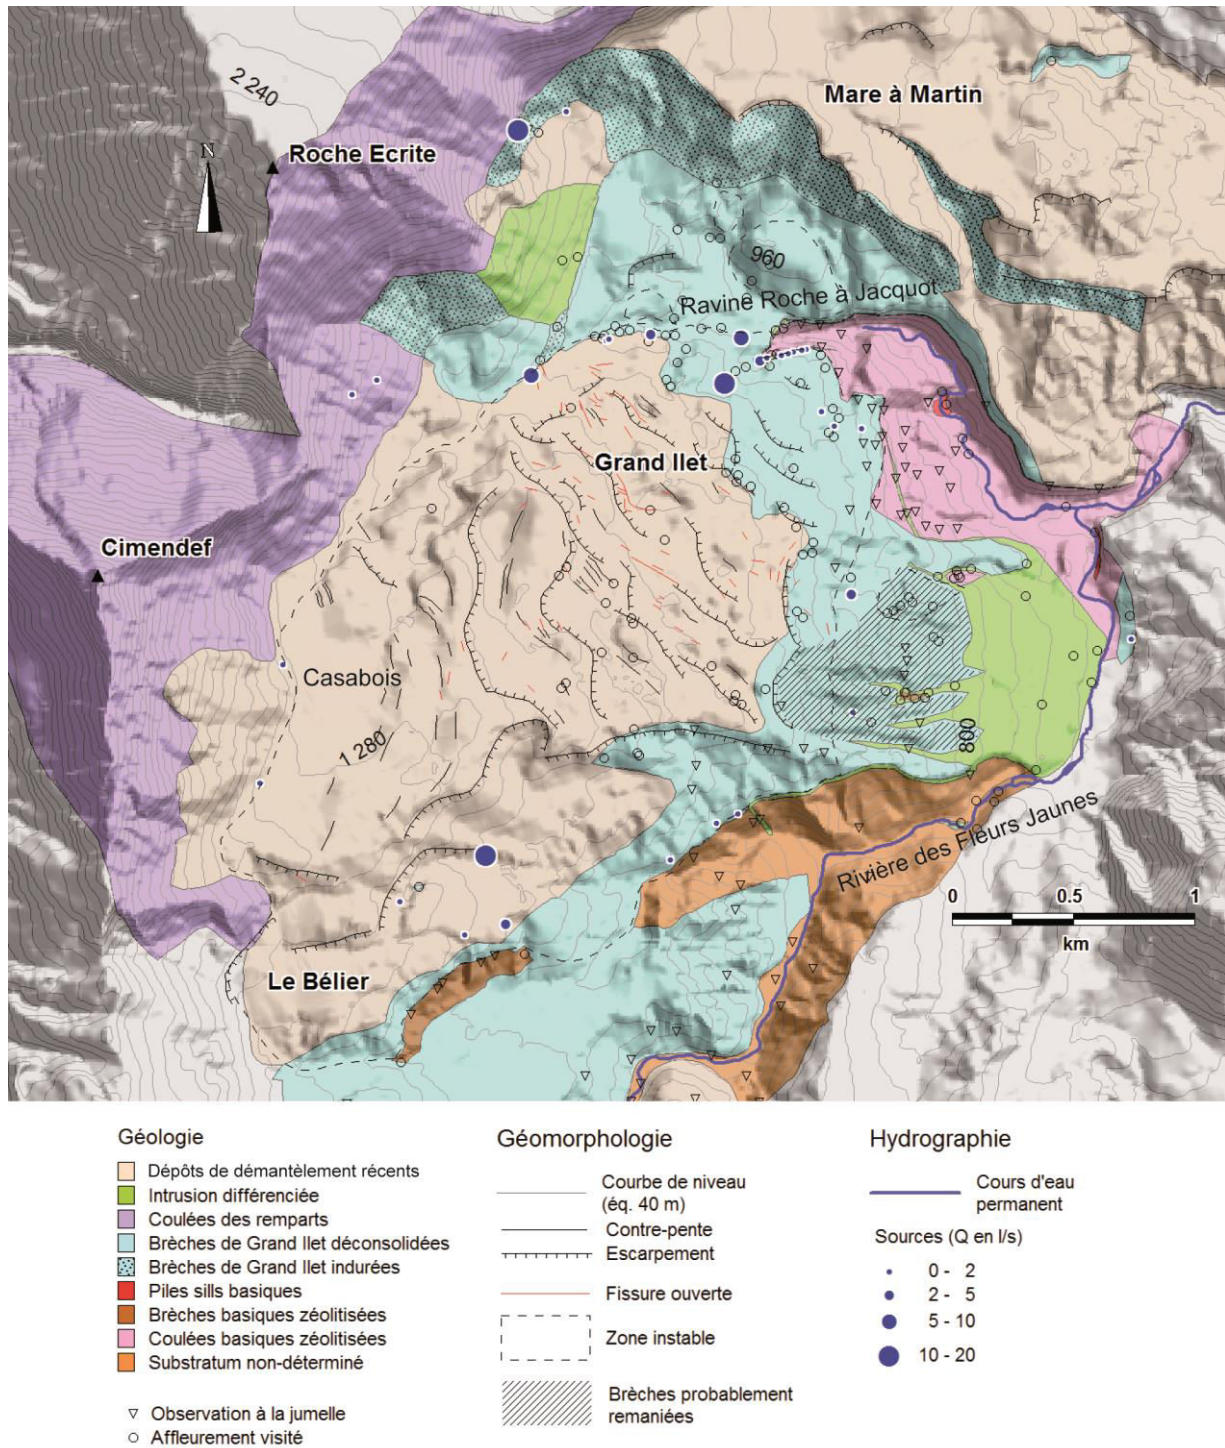 2 240
Mare à Martin
N
Roche Ecrite
960
Ravine Roche à Jacquot
Grand Ilet
Cimendef
Casabois
1 280
800
Rivière des Fleurs Jaunes
0 0.5 1
km
Le Bélier
Géologie
Dépôts de démantèlement récents
Intrusion différenciée
Coulées des remparts
Brèches de Grand Ilet déconsolidées
Brèches de Grand Ilet indurées
Piles sills basiques
Brèches basiques zéolitisées
Coulées basiques zéolitisées
Substratum non-déterminé
Observation à la jumelle
Affleurement visité
Géomorphologie
Courbe de niveau
(éq. 40 m)
Contre-pente
Escarpement
Fissure ouverte
Zone instable
Brèches probablement
remaniées
Hydrographie
Cours d'eau
permanent
Sources (Q en l/s)
0 - 2
2 - 5
5 - 10
10 - 20